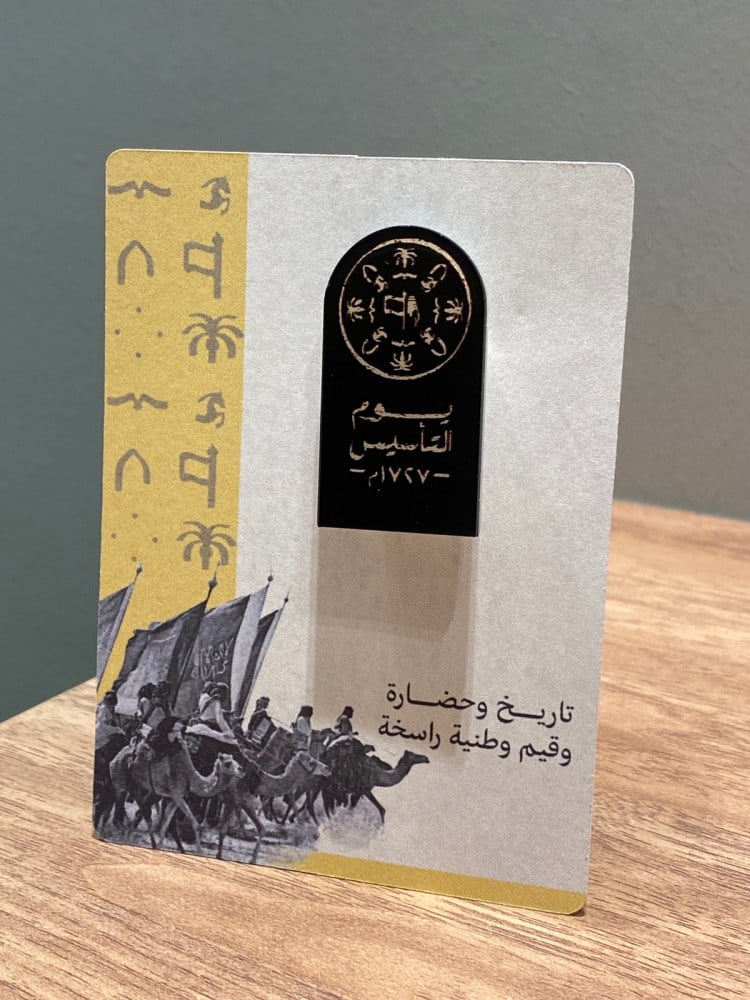 يوم
التأسيس
١٧٢٧م
تاريخ وحضارة
وقيم وطنية راسخة